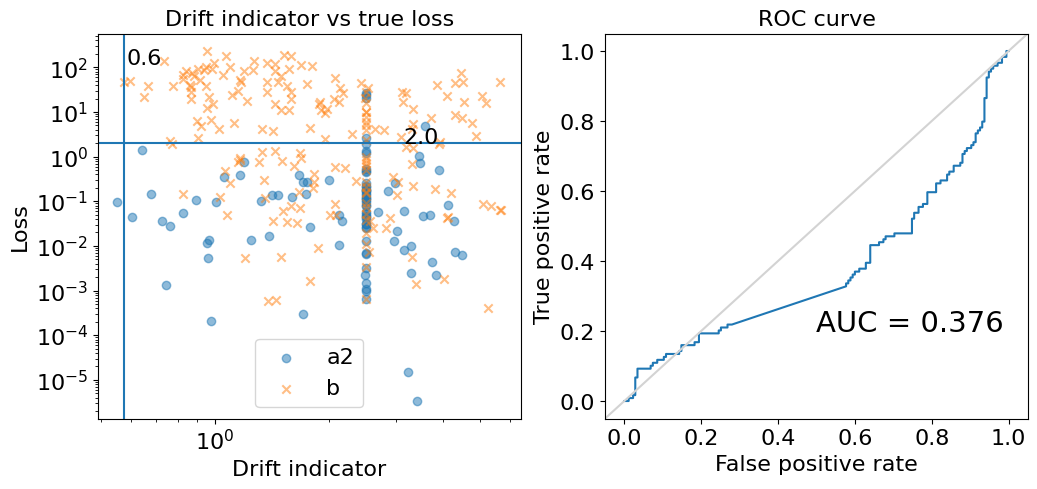 Drift indicator vs true loss
Loss
10²
10¹
10⁰
10⁻¹
10⁻²
10⁻³
10⁻⁴
10⁻⁵
0.6
2.0
a2
b
10⁰
Drift indicator
ROC curve
True positive rate
1.0
0.8
0.6
0.4
0.2
0.0
AUC = 0.376
0.0 0.2 0.4 0.6 0.8 1.0
False positive rate